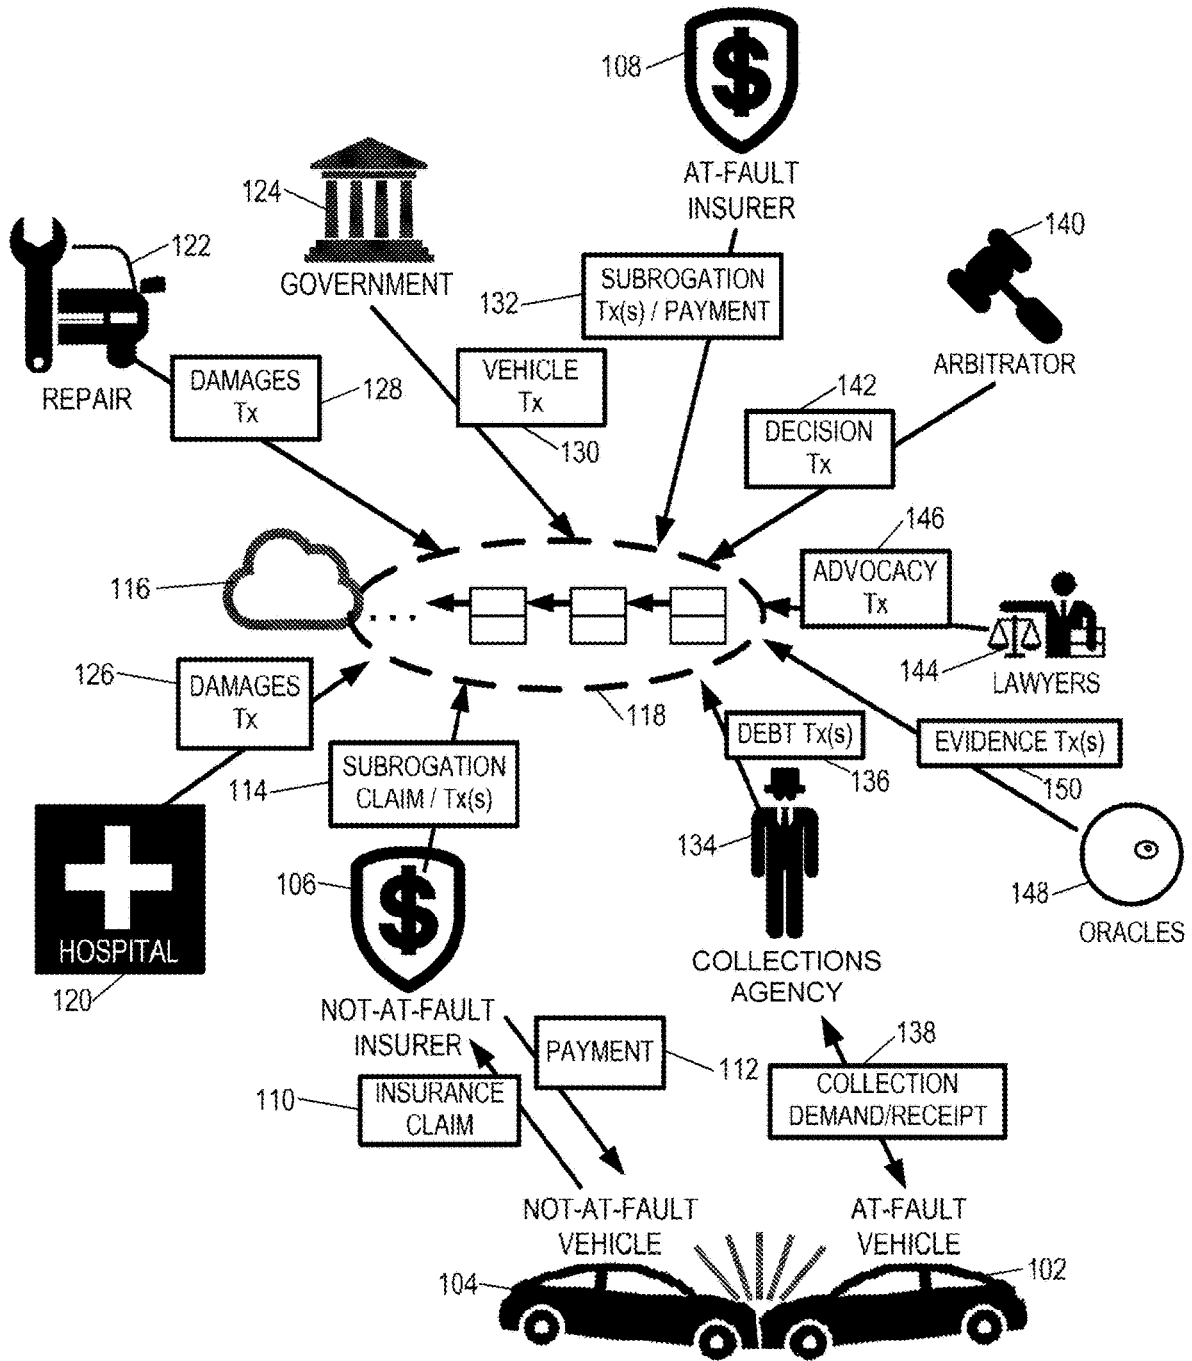 108
AT-FAULT
INSURER
124
GOVERNMENT
122
REPAIR
140
ARBITRATOR
132
SUBROGATION
Tx(s) / PAYMENT
DAMAGES
Tx
128
VEHICLE
Tx
130
142
DECISION
Tx
146
ADVOCACY
Tx
116
. . .
144
LAWYERS
126
DAMAGES
Tx
118
114
SUBROGATION
CLAIM / Tx(s)
DEBT Tx(s)
136
EVIDENCE Tx(s)
150
134
COLLECTIONS
AGENCY
148
ORACLES
HOSPITAL
120
106
$
NOT-AT-FAULT
INSURER
$
PAYMENT
112
110
INSURANCE
CLAIM
138
COLLECTION
DEMAND/RECEIPT
NOT-AT-FAULT
VEHICLE
104
AT-FAULT
VEHICLE
102